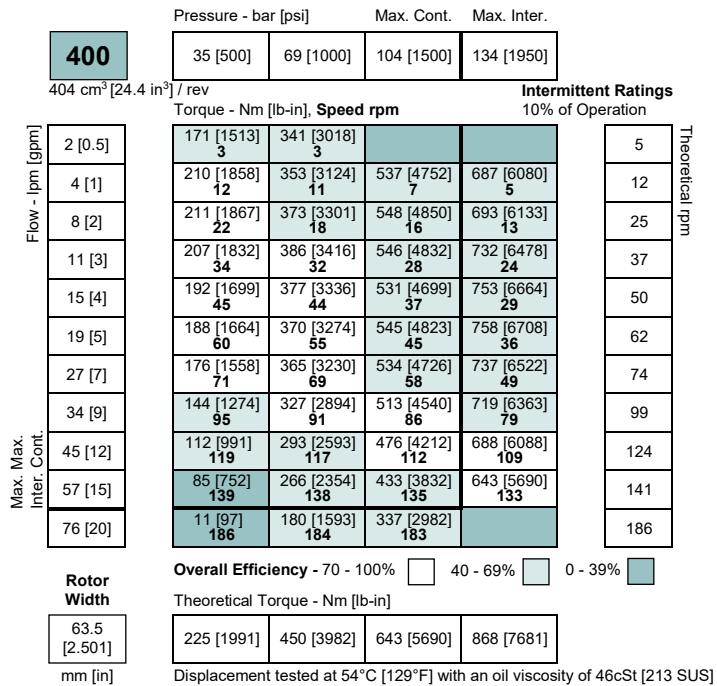 Pressure - bar [psi] Max. Cont. Max. Inter.
400 35 [500] 69 [1000] 104 [1500] 134 [1950]
404 cm³ [24.4 in³] / rev
Intermittent Ratings
Torque - Nm [lb-in], Speed rpm 10% of Operation
Flow - lpm [gpm]
Theoretical rpm
2 [0.5] 171 [1513] 341 [3018] 5
3 3
4 [1] 210 [1858] 353 [3124] 537 [4752] 687 [6080] 12
12 11 7 5
8 [2] 211 [1867] 373 [3301] 548 [4850] 693 [6133] 25
22 18 16 13
11 [3] 207 [1832] 386 [3416] 546 [4832] 732 [6478] 37
34 32 28 24
15 [4] 192 [1699] 377 [3336] 531 [4699] 753 [6664] 50
45 44 37 29
19 [5] 188 [1664] 370 [3274] 545 [4823] 758 [6708] 62
60 55 45 36
27 [7] 176 [1558] 365 [3230] 534 [4726] 737 [6522] 74
71 69 58 49
34 [9] 144 [1274] 327 [2894] 513 [4540] 719 [6363] 99
95 91 86 79
45 [12] 112 [991] 293 [2593] 476 [4212] 688 [6088] 124
119 117 112 109
57 [15] 85 [752] 266 [2354] 433 [3832] 643 [5690] 141
139 138 135 133
76 [20] 11 [97] 180 [1593] 337 [2982] 186
186 184 183
Max. Max.
Inter. Cont.
Overall Efficiency - 70 - 100% 40 - 69% 0 - 39%
Rotor
Width
Theoretical Torque - Nm [lb-in]
63.5
[2.501]
225 [1991] 450 [3982] 643 [5690] 868 [7681]
mm [in] Displacement tested at 54°C [129°F] with an oil viscosity of 46cSt [213 SUS]